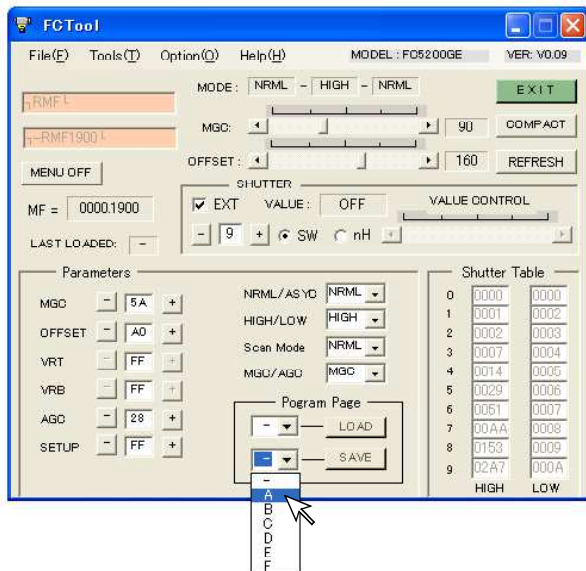 FCTool
File(F) Tools(T) Option(O) Help(H) MODEL : FC5200GE VER: V0.09
MODE : NRML - HIGH - NRML EXIT
┐RMF└
MGC: 90 COMPACT
┐-RMF1900└
OFFSET : 160 REFRESH
MENU OFF
SHUTTER
MF = 0000.1900 EXT VALUE : OFF VALUE CONTROL
LAST LOADED: - - 9 + SW nH
Parameters Shutter Table
MGC - 5A + NRML/ASYC NRML 0 0000 0000
OFFSET - A0 + HIGH/LOW HIGH 1 0001 0002
VRT - FF + Scan Mode NRML 2 0002 0003
VRB - FF + MGC/AGC MGC 3 0007 0004
AGC - 28 + Pogram Page 4 0014 0005
SETUP - FF + - LOAD 5 0029 0006
- SAVE 6 0051 0007
7 00AA 0008
8 0153 0009
9 02A7 000A
HIGH LOW
-
A
B
C
D
E
F